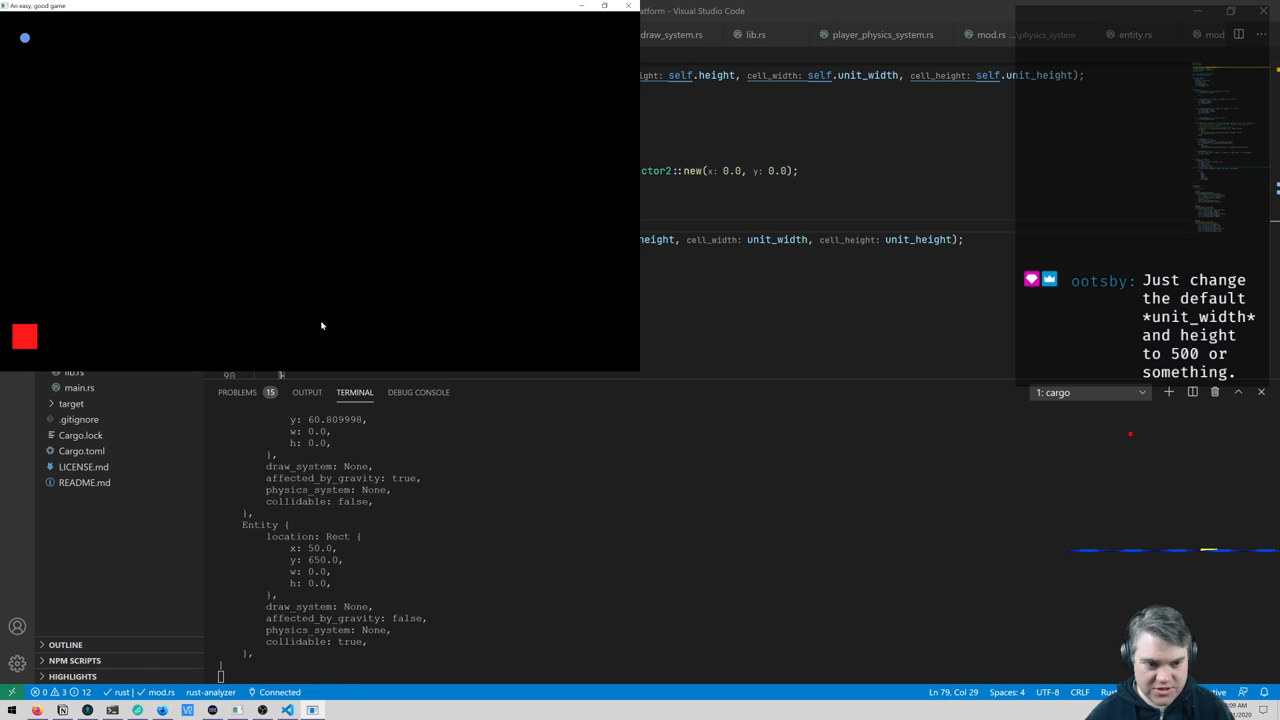 An easy, good game
tform - Visual Studio Code
draw_system.rs
lib.rs
player_physics_system.rs
mod.rs ...\physics_system
entity.rs
mod
ight: self.height, cell_width: self.unit_width, cell_height: self.unit_height);
ctor2::new(x: 0.0, y: 0.0);
eight, cell_width: unit_width, cell_height: unit_height);
ootsby: Just change
the default
*unit_width*
and height
to 500 or
something.
90 }
lib.rs
main.rs
target
.gitignore
Cargo.lock
Cargo.toml
LICENSE.md
README.md
OUTLINE
NPM SCRIPTS
HIGHLIGHTS
PROBLEMS 15 OUTPUT TERMINAL DEBUG CONSOLE
1: cargo
y: 60.809998,
w: 0.0,
h: 0.0,
},
draw_system: None,
affected_by_gravity: true,
physics_system: None,
collidable: false,
},
Entity {
location: Rect {
x: 50.0,
y: 650.0,
w: 0.0,
h: 0.0,
},
draw_system: None,
affected_by_gravity: false,
physics_system: None,
collidable: true,
},
]
0 3 12 rust | mod.rs rust-analyzer Connected
Ln 79, Col 29 Spaces: 4 UTF-8 CRLF